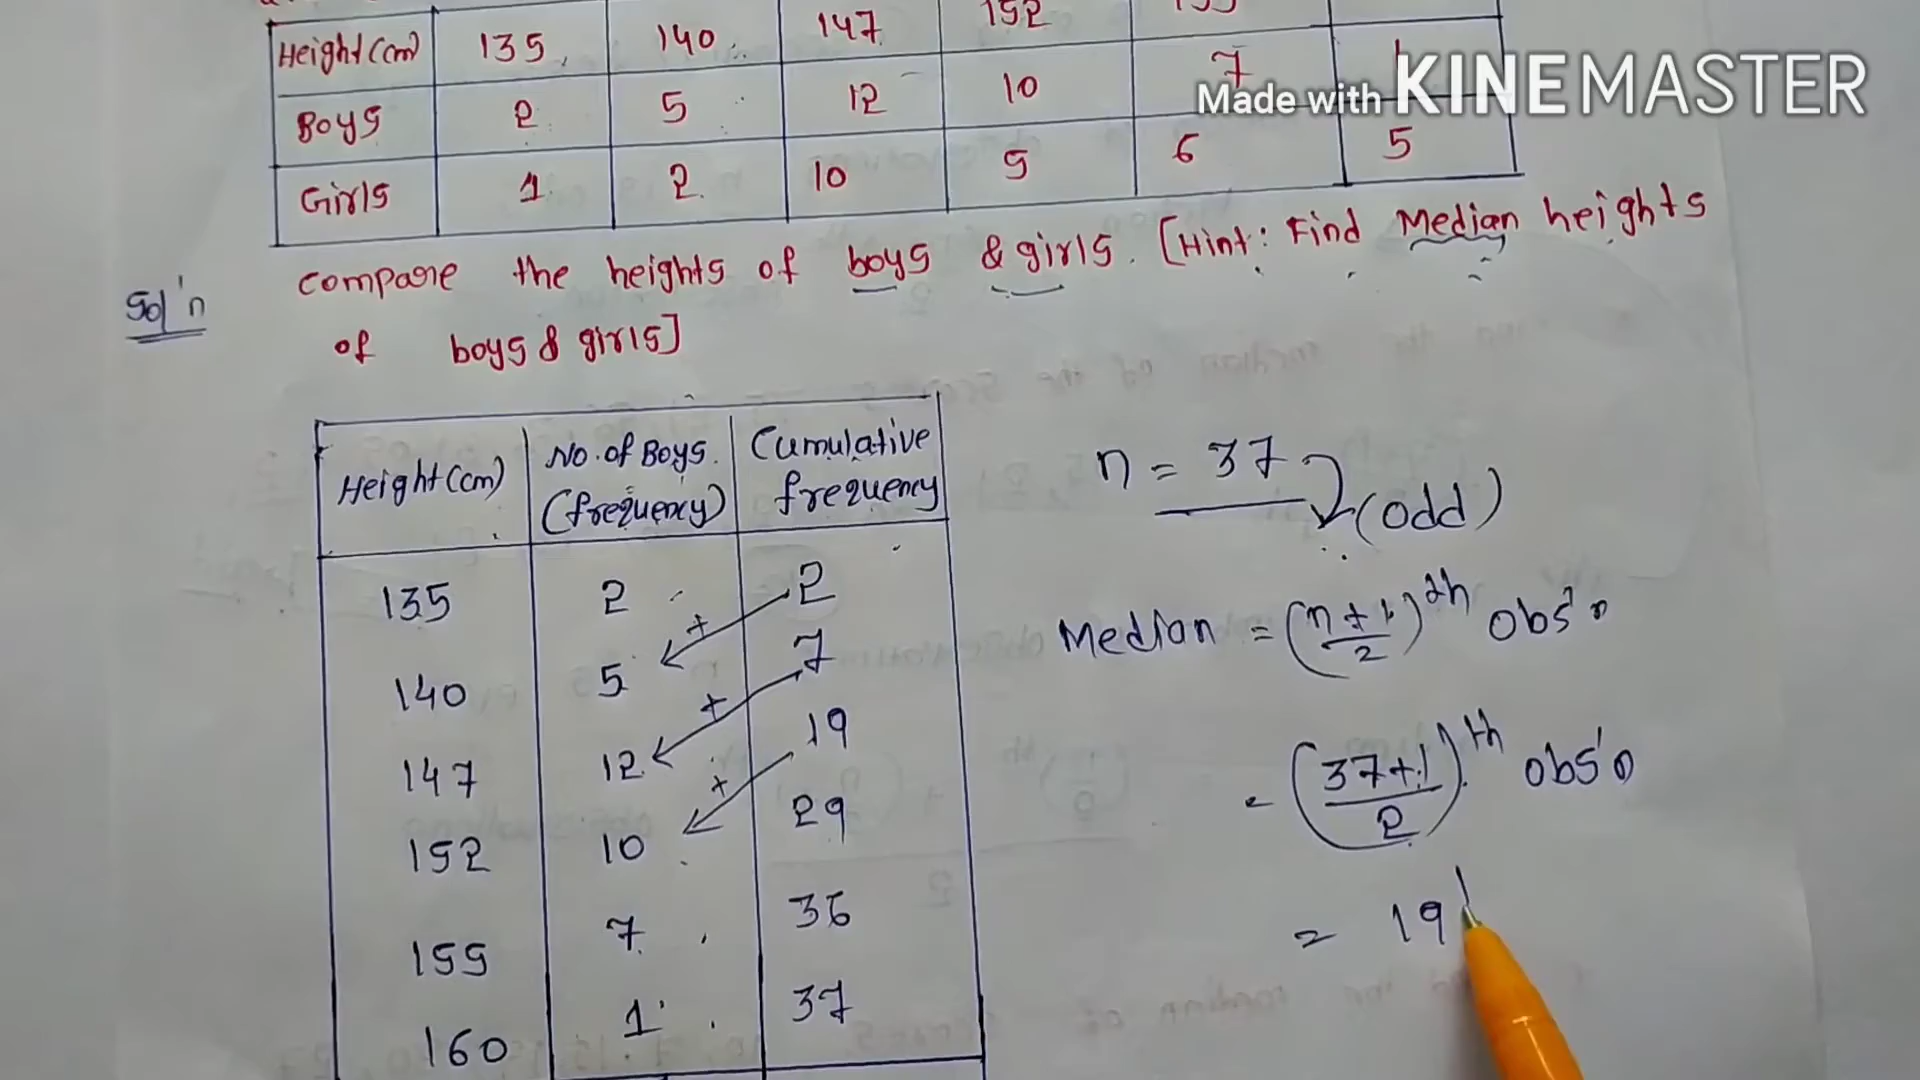 Height(cm) 135 140 147 152 155
Boys 2 5 12 10 7 1
Girls 1 2 10 5 6 5
Made with KINEMASTER
compare the heights of boys & girls. [Hint: Find Median heights
of boys & girls]
Sol'n
Height(cm) No. of Boys (frequency) Cumulative frequency
135 2 2
140 5 7
147 12 19
152 10 29
155 7 36
160 1 37
+
+
+
n = 37 (odd)
Median = (n+1/2)th obs'n
= (37+1/2)th obs'n
= 19